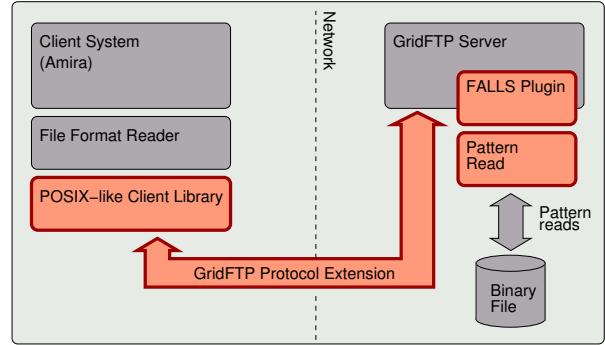 Client System
(Amira)
File Format Reader
POSIX−like Client Library
Network
GridFTP Server
FALLS Plugin
Pattern
Read
Pattern
reads
GridFTP Protocol Extension
Binary
File